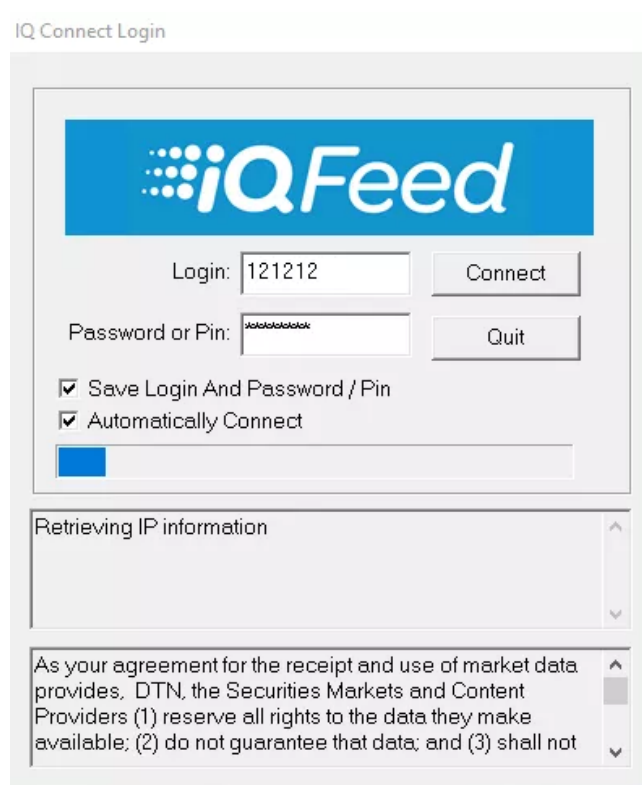 IQ Connect Login
iQFeed
Login: 121212 Connect
Password or Pin: ********* Quit
Save Login And Password / Pin
Automatically Connect
Retrieving IP information
As your agreement for the receipt and use of market data
provides, DTN, the Securities Markets and Content
Providers (1) reserve all rights to the data they make
available; (2) do not guarantee that data; and (3) shall not